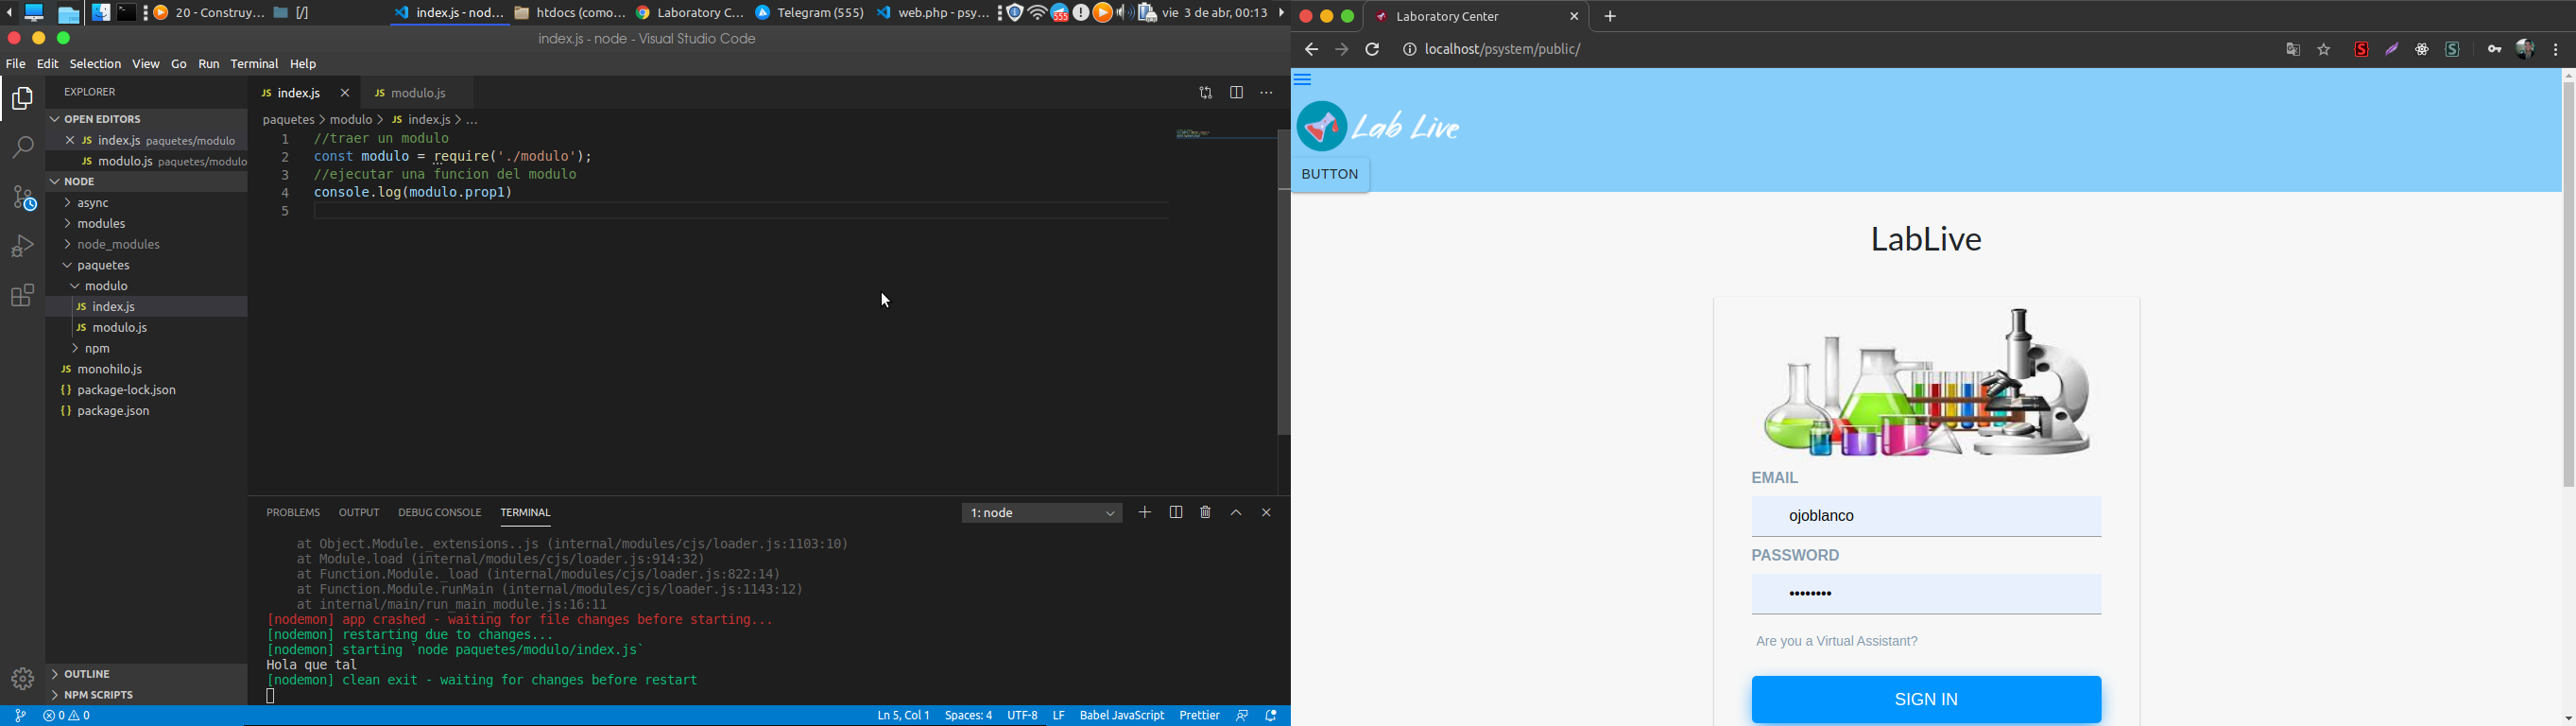 20 - Construy...
[/]
index.js - nod...
htdocs (como...
Laboratory C...
Telegram (555)
web.php - psy...
555
vie 3 de abr, 00:13
index.js - node - Visual Studio Code
File Edit Selection View Go Run Terminal Help
EXPLORER
OPEN EDITORS
JS index.js paquetes/modulo
JS modulo.js paquetes/modulo
NODE
async
modules
node_modules
paquetes
modulo
JS index.js
JS modulo.js
npm
JS monohilo.js
{} package-lock.json
{} package.json
OUTLINE
NPM SCRIPTS
JS index.js
JS modulo.js
paquetes > modulo > JS index.js > ...
1 //traer un modulo
2 const modulo = require('./modulo');
3 //ejecutar una funcion del modulo
4 console.log(modulo.prop1)
5
PROBLEMS OUTPUT DEBUG CONSOLE TERMINAL
1: node
at Object.Module._extensions..js (internal/modules/cjs/loader.js:1103:10)
at Module.load (internal/modules/cjs/loader.js:914:32)
at Function.Module._load (internal/modules/cjs/loader.js:822:14)
at Function.Module.runMain (internal/modules/cjs/loader.js:1143:12)
at internal/main/run_main_module.js:16:11
[nodemon] app crashed - waiting for file changes before starting...
[nodemon] restarting due to changes...
[nodemon] starting `node paquetes/modulo/index.js`
Hola que tal
[nodemon] clean exit - waiting for changes before restart
0 0
Ln 5, Col 1 Spaces: 4 UTF-8 LF Babel JavaScript Prettier
Laboratory Center
localhost/psystem/public/
Lab Live
BUTTON
LabLive
EMAIL
ojoblanco
PASSWORD
••••••••
Are you a Virtual Assistant?
SIGN IN